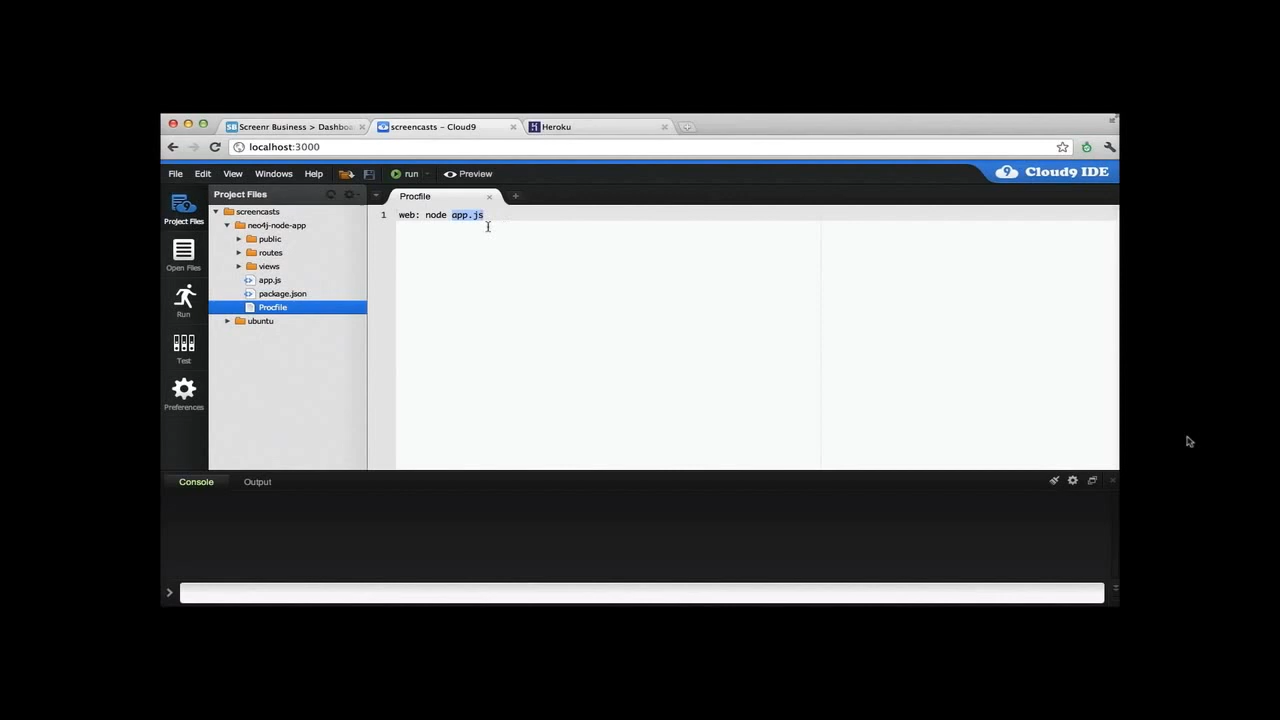 SB Screenr Business > Dashboa
screencasts – Cloud9
Heroku
localhost:3000
File Edit View Windows Help run Preview
Cloud9 IDE
Project Files
Procfile
Project Files
Open Files
Run
Test
Preferences
screencasts
neo4j-node-app
public
routes
views
app.js
package.json
Procfile
ubuntu
1 web: node app.js
Console Output